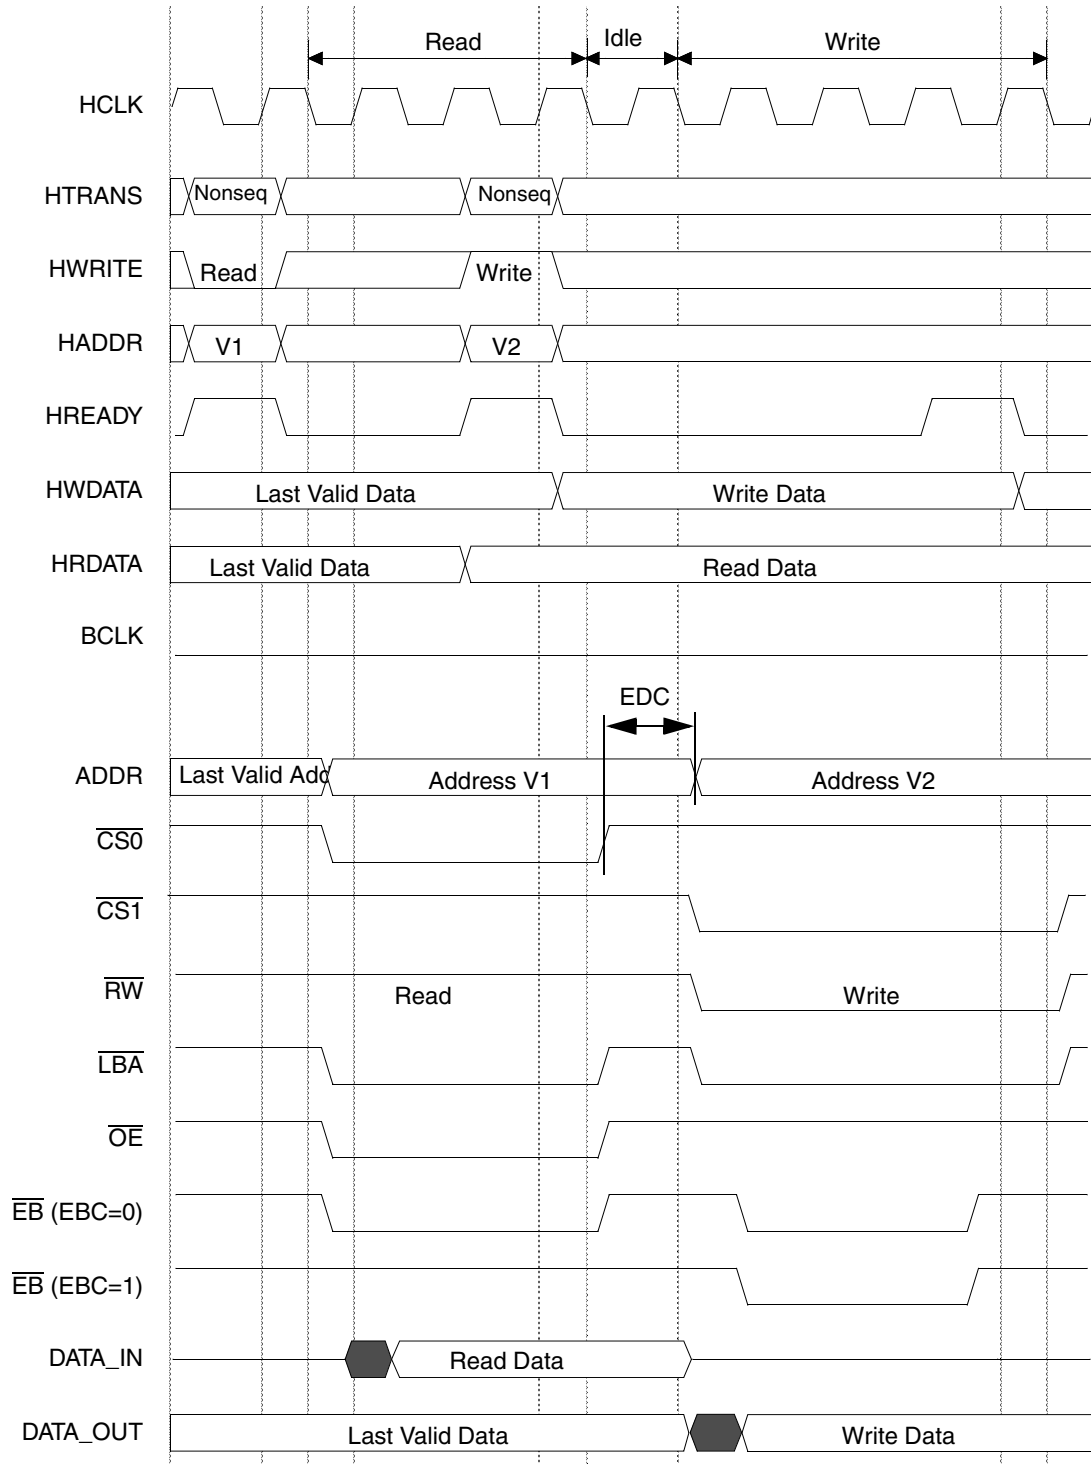 Read Idle Write
HCLK
HTRANS Nonseq Nonseq
HWRITE Read Write
HADDR V1 V2
HREADY
HWDATA Last Valid Data Write Data
HRDATA Last Valid Data Read Data
BCLK
EDC
ADDR Last Valid Add Address V1 Address V2
CS0
CS1
RW Read Write
LBA
OE
EB (EBC=0)
EB (EBC=1)
DATA_IN Read Data
DATA_OUT Last Valid Data Write Data